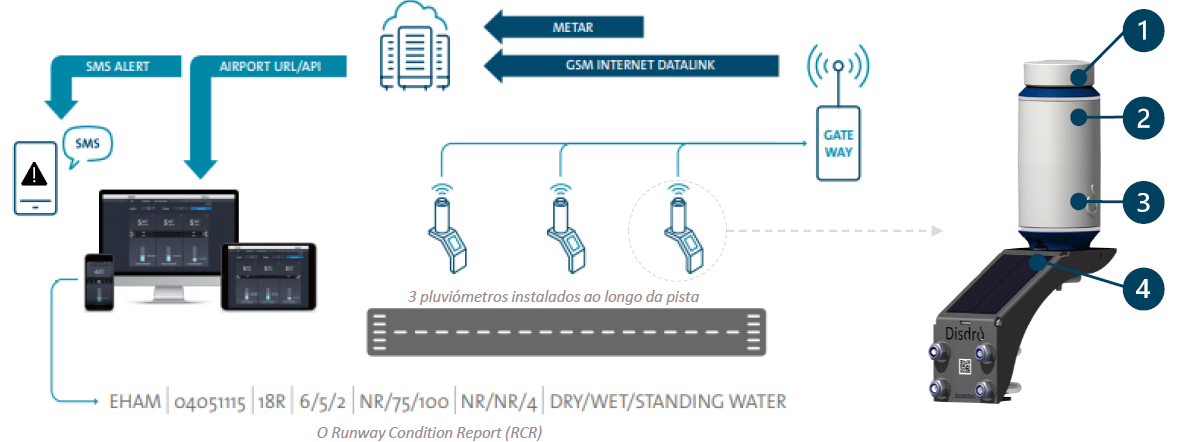 METAR
GSM INTERNET DATALINK
SMS ALERT
AIRPORT URL/API
SMS
GATE
WAY
1
2
3
4
3 pluviómetros instalados ao longo da pista
Disdro
EHAM | 04051115 | 18R | 6/5/2 | NR/75/100 | NR/NR/4 | DRY/WET/STANDING WATER
O Runway Condition Report (RCR)